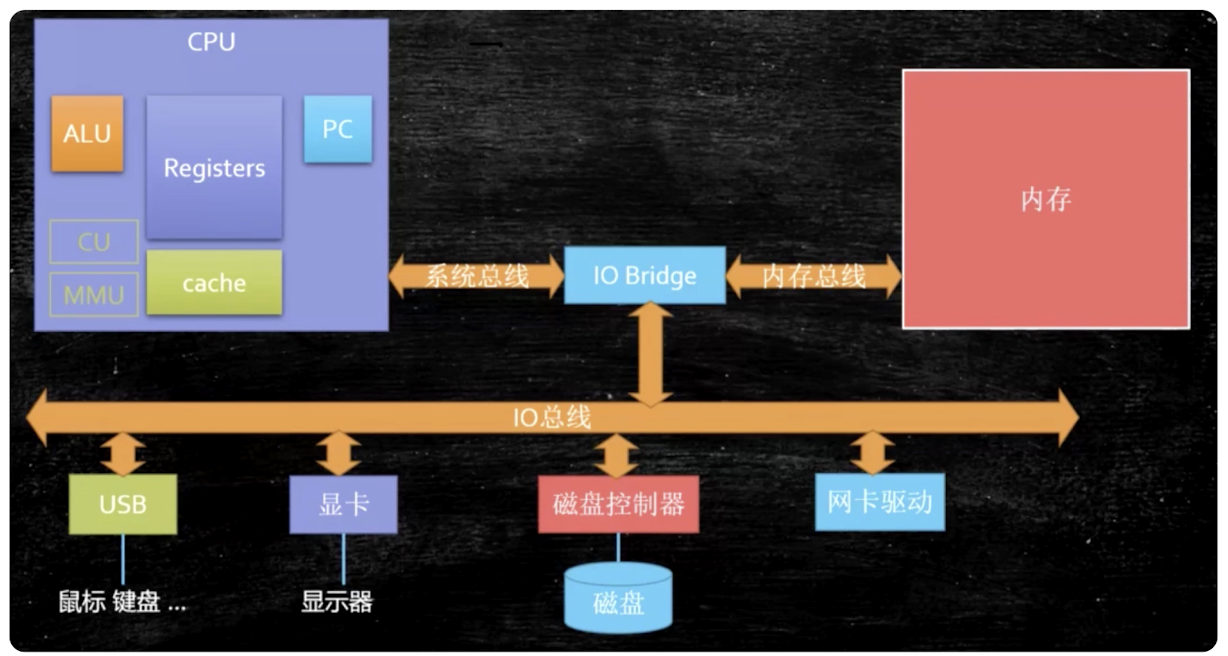 CPU
ALU
Registers
PC
CU
MMU
cache
系统总线
IO Bridge
内存总线
内存
IO总线
USB
显卡
磁盘控制器
网卡驱动
鼠标 键盘 ...
显示器
磁盘